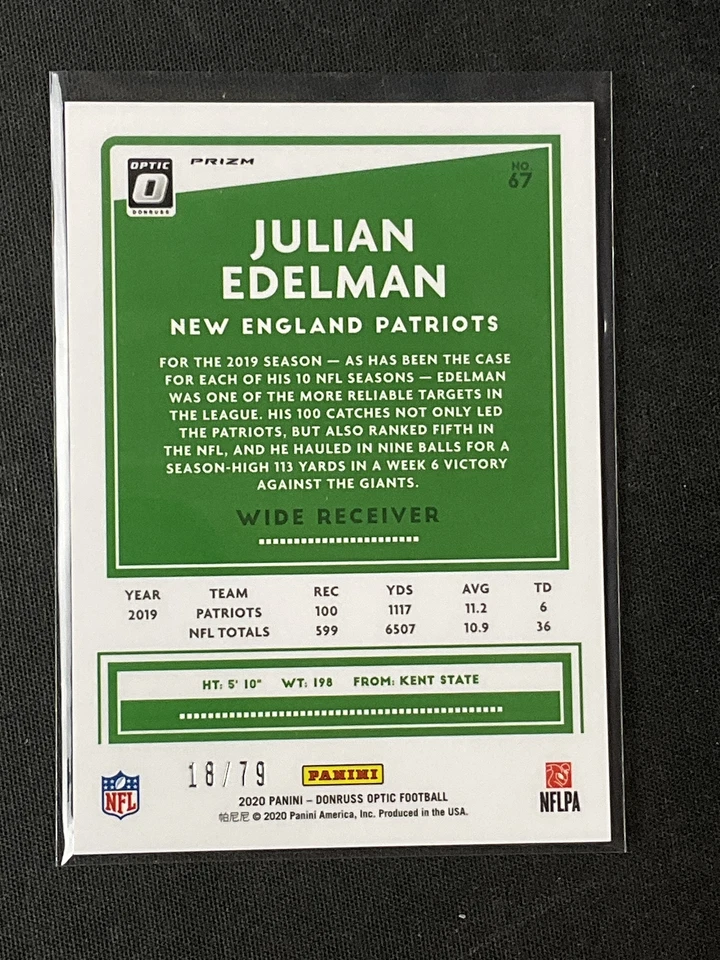 OPTIC
DONRUSS
PRIZM
NO.
67
JULIAN
EDELMAN
NEW ENGLAND PATRIOTS
FOR THE 2019 SEASON — AS HAS BEEN THE CASE
FOR EACH OF HIS 10 NFL SEASONS — EDELMAN
WAS ONE OF THE MORE RELIABLE TARGETS IN
THE LEAGUE. HIS 100 CATCHES NOT ONLY LED
THE PATRIOTS, BUT ALSO RANKED FIFTH IN
THE NFL, AND HE HAULED IN NINE BALLS FOR A
SEASON-HIGH 113 YARDS IN A WEEK 6 VICTORY
AGAINST THE GIANTS.
WIDE RECEIVER
YEAR TEAM REC YDS AVG TD
2019 PATRIOTS 100 1117 11.2 6
NFL TOTALS 599 6507 10.9 36
HT: 5' 10" WT: 198 FROM: KENT STATE
18/79
PANINI
NFL
NFLPA
2020 PANINI – DONRUSS OPTIC FOOTBALL
帕尼尼 © 2020 Panini America, Inc. Produced in the USA.